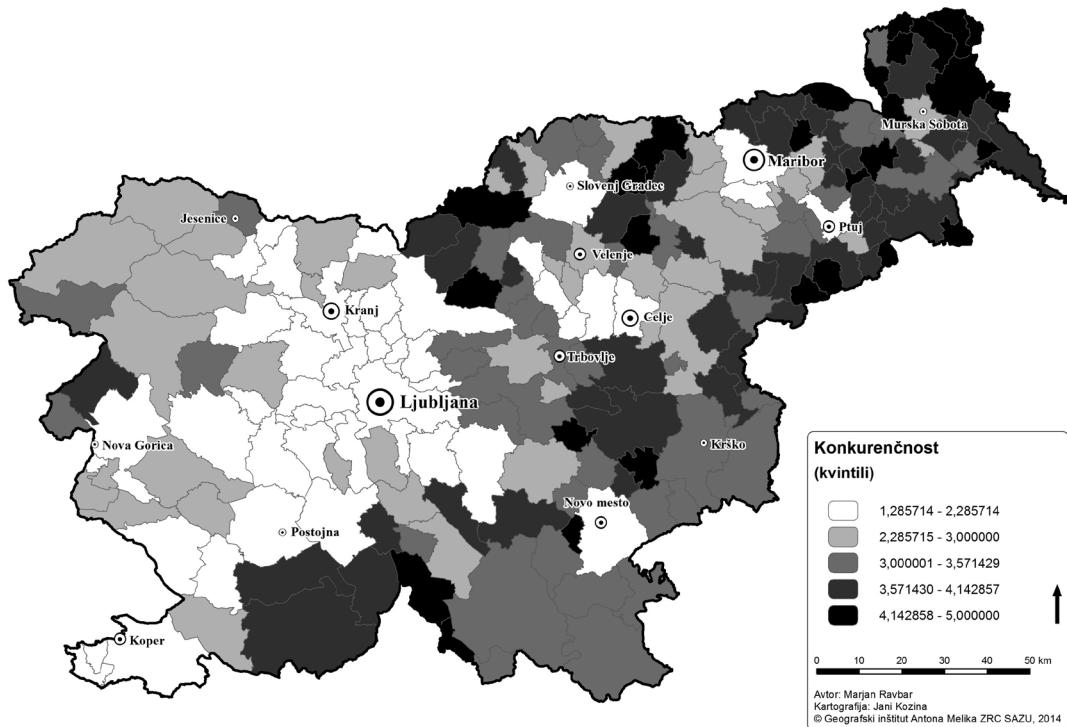 Murska Sobota
Maribor
Slovenj Gradec
Jesenice
Ptuj
Velenje
Kranj
Celje
Trbovlje
Ljubljana
Nova Gorica
Krško
Novo mesto
Postojna
Koper
Konkurenčnost
(kvintili)
1,285714 - 2,285714
2,285715 - 3,000000
3,000001 - 3,571429
3,571430 - 4,142857
4,142858 - 5,000000
0 10 20 30 40 50 km
Avtor: Marjan Ravbar
Kartografija: Jani Kozina
© Geografski inštitut Antona Melika ZRC SAZU, 2014